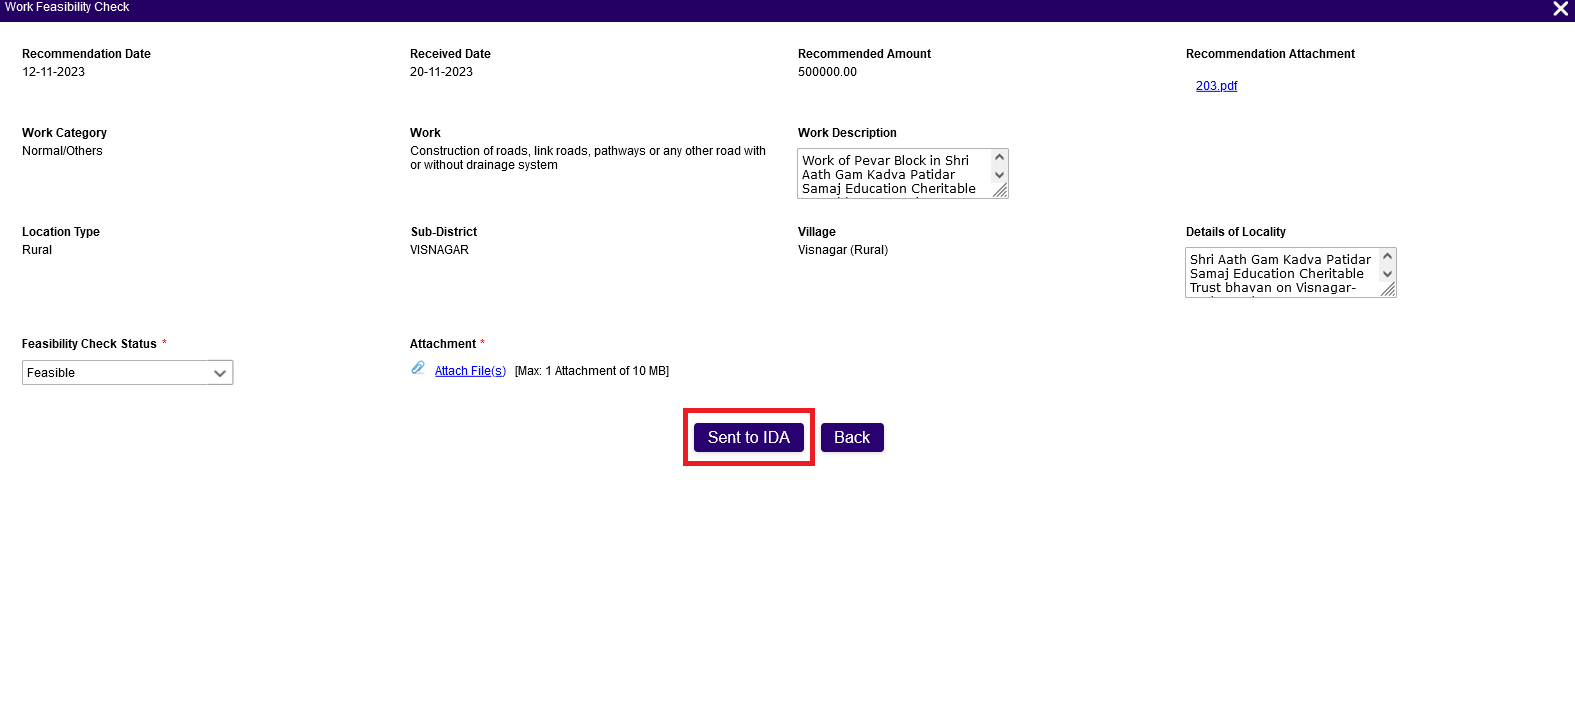 Work Feasibility Check
Recommendation Date
12-11-2023
Received Date
20-11-2023
Recommended Amount
500000.00
Recommendation Attachment
203.pdf
Work Category
Normal/Others
Work
Construction of roads, link roads, pathways or any other road with
or without drainage system
Work Description
Work of Pevar Block in Shri
Aath Gam Kadva Patidar
Samaj Education Cheritable
Location Type
Rural
Sub-District
VISNAGAR
Village
Visnagar (Rural)
Details of Locality
Shri Aath Gam Kadva Patidar
Samaj Education Cheritable
Trust bhavan on Visnagar-
Feasibility Check Status *
Feasible
Attachment *
Attach File(s) [Max: 1 Attachment of 10 MB]
Sent to IDA
Back